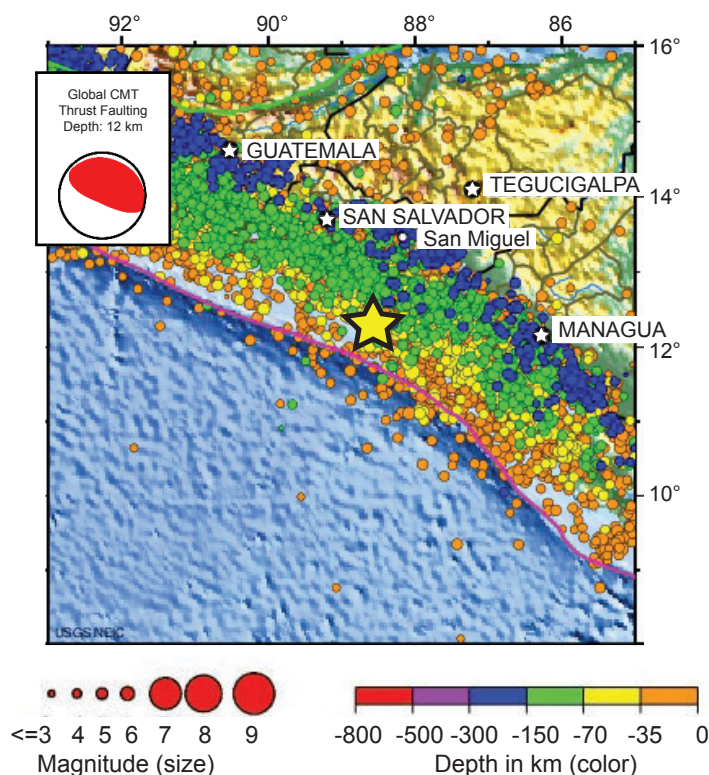 92° 90° 88° 86
16°
Global CMT
Thrust Faulting
Depth: 12 km
GUATEMALA
TEGUCIGALPA
14°
SAN SALVADOR
San Miguel
MANAGUA
12°
10°
USGS NEIC
<=3 4 5 6 7 8 9
Magnitude (size)
-800 -500 -300 -150 -70 -35 0
Depth in km (color)